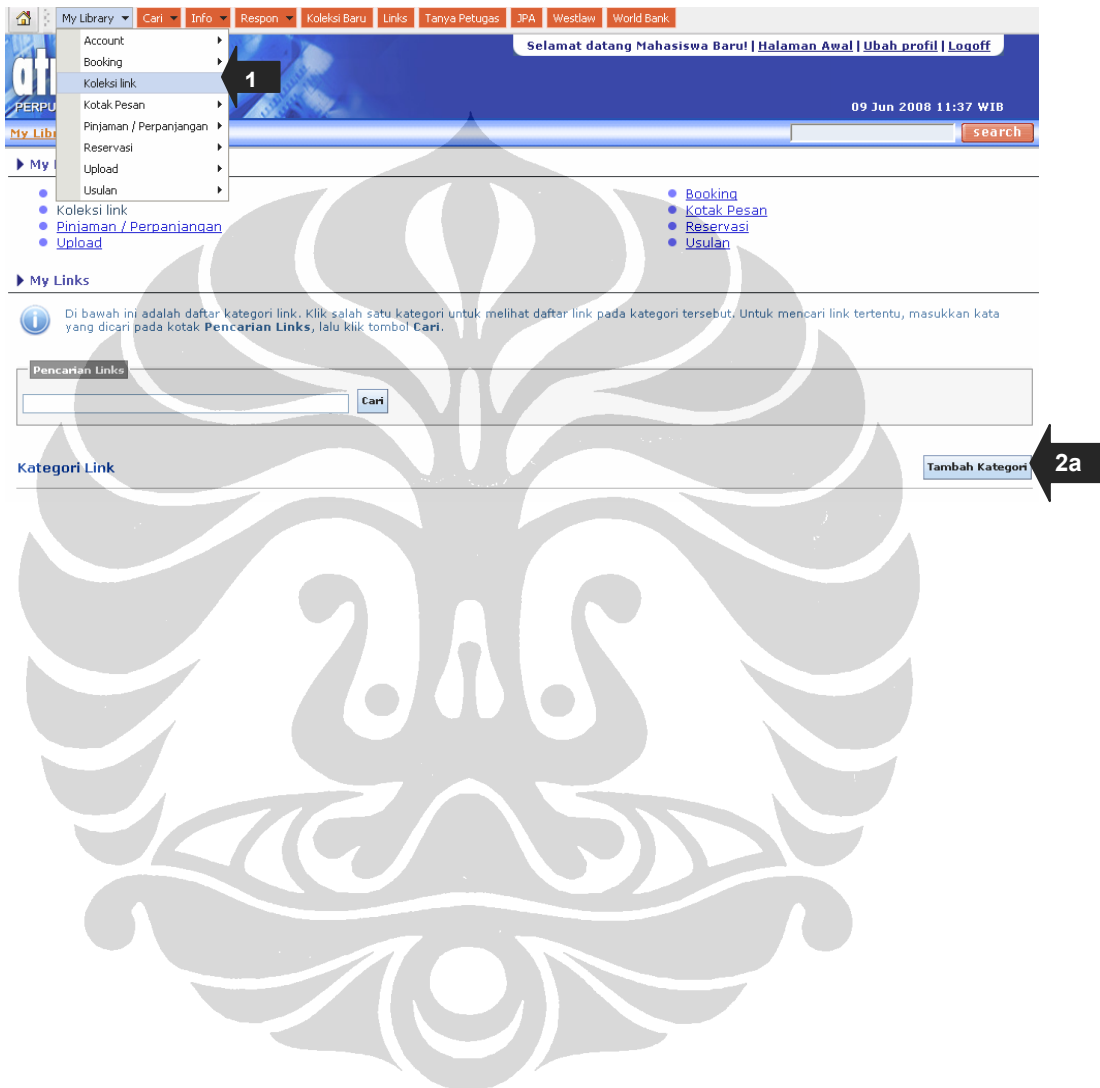 My Library Cari Info Respon Koleksi Baru Links Tanya Petugas JPA Westlaw World Bank
Account
Booking
Koleksi link
Kotak Pesan
Pinjaman / Perpanjangan
Reservasi
Upload
Usulan
1
Selamat datang Mahasiswa Baru! | Halaman Awal | Ubah profil | Logoff
09 Jun 2008 11:37 WIB
search
Koleksi link
Pinjaman / Perpanjangan
Upload
Booking
Kotak Pesan
Reservasi
Usulan
My Links
Di bawah ini adalah daftar kategori link. Klik salah satu kategori untuk melihat daftar link pada kategori tersebut. Untuk mencari link tertentu, masukkan kata
yang dicari pada kotak Pencarian Links, lalu klik tombol Cari.
Pencarian Links
Cari
Kategori Link
Tambah Kategori
2a